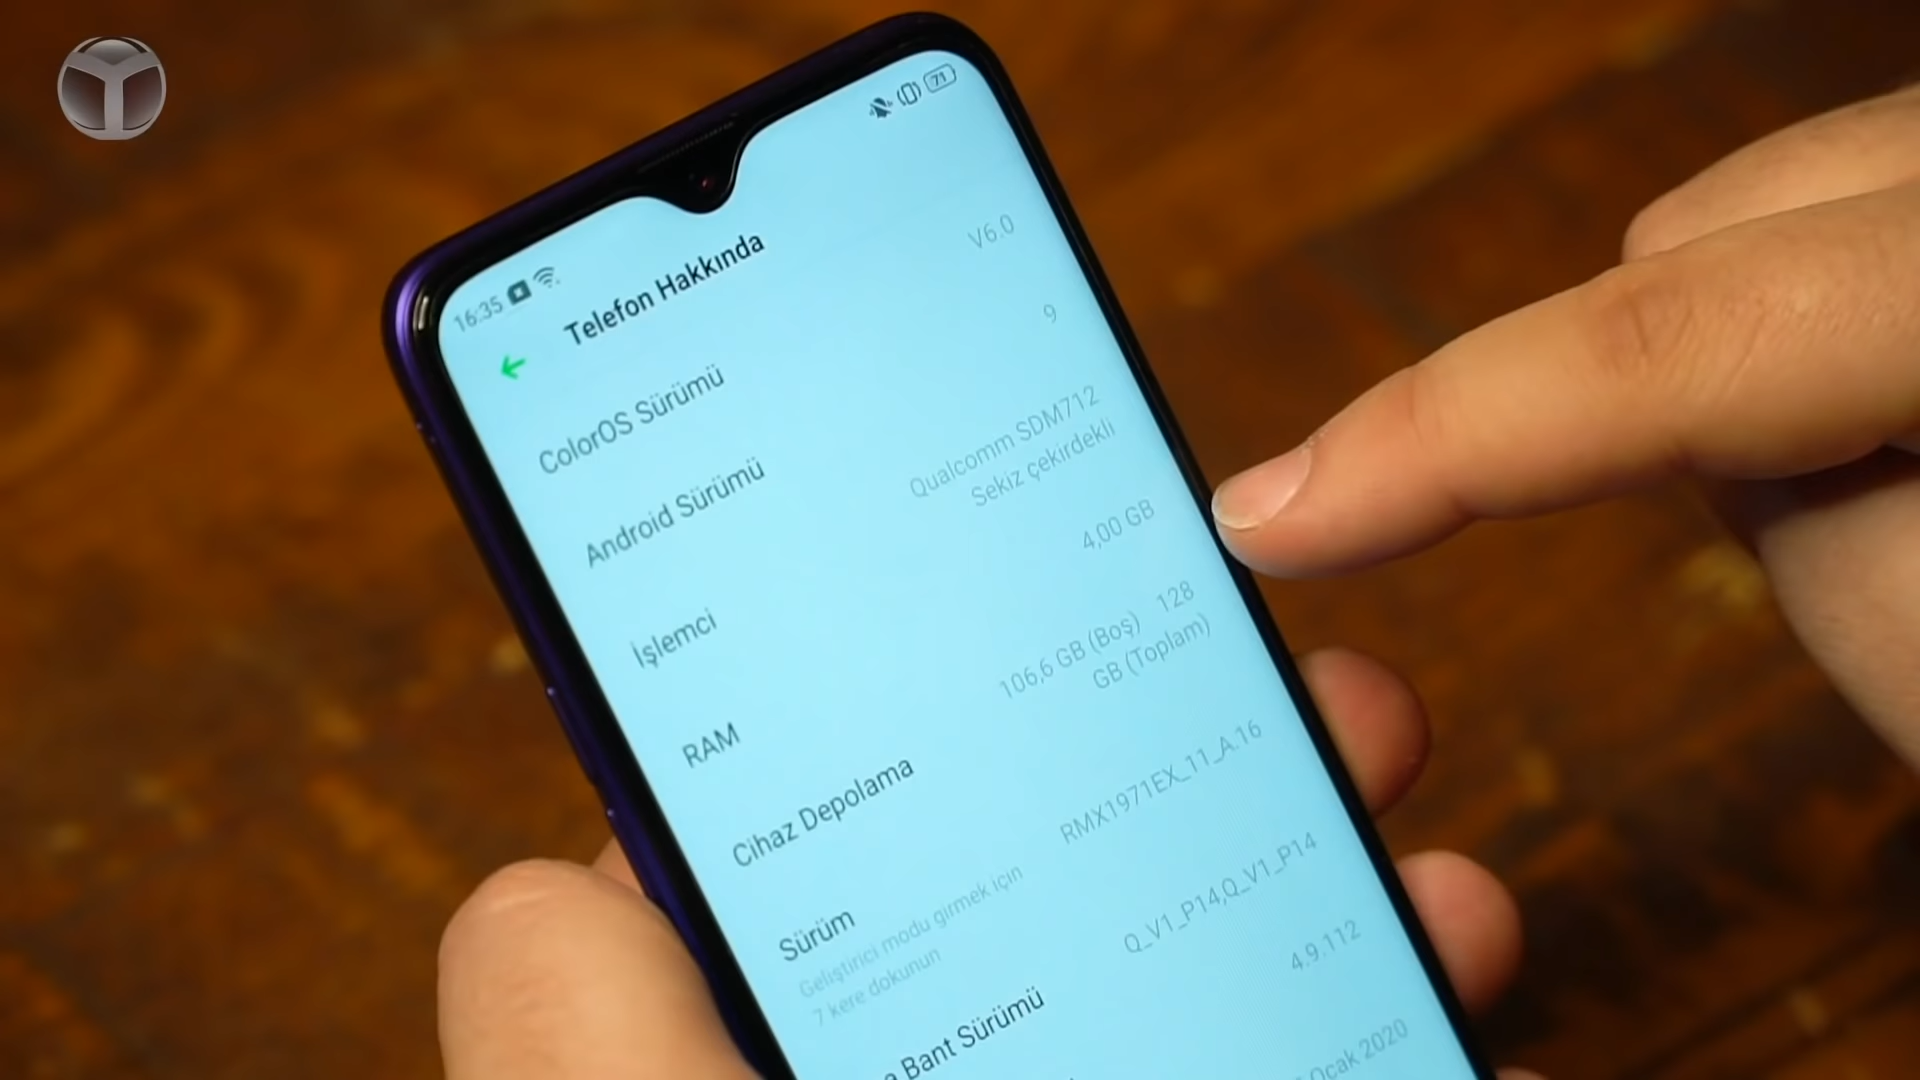 16:35
71
Telefon Hakkında
ColorOS Sürümü
V6.0
Android Sürümü
9
İşlemci
Qualcomm SDM712
Sekiz çekirdekli
RAM
4,00 GB
Cihaz Depolama
106,6 GB (Boş) 128
GB (Toplam)
Sürüm
Geliştirici modu girmek için
7 kere dokunun
RMX1971EX_11_A.16
Bant Sürümü
Q_V1_P14,Q_V1_P14
4.9.112
Ocak 2020